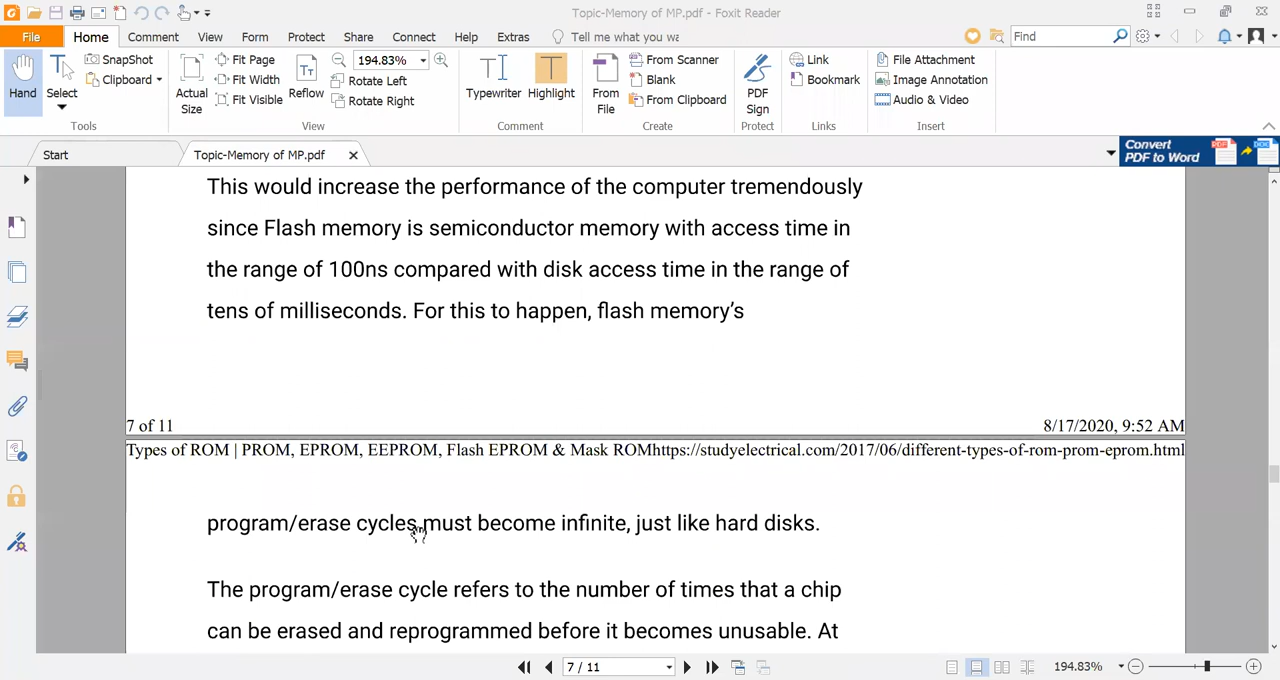 Topic-Memory of MP.pdf - Foxit Reader
File Home Comment View Form Protect Share Connect Help Extras Tell me what you wa Find
Hand
Select
SnapShot
Clipboard
Tools
Actual Size
Fit Page
Fit Width
Fit Visible
Reflow
194.83%
Rotate Left
Rotate Right
View
Typewriter
Highlight
Comment
From File
From Scanner
Blank
From Clipboard
Create
PDF Sign
Protect
Link
Bookmark
Links
File Attachment
Image Annotation
Audio & Video
Insert
Start
Topic-Memory of MP.pdf
Convert
PDF to Word
This would increase the performance of the computer tremendously
since Flash memory is semiconductor memory with access time in
the range of 100ns compared with disk access time in the range of
tens of milliseconds. For this to happen, flash memory’s
7 of 11 8/17/2020, 9:52 AM
Types of ROM | PROM, EPROM, EEPROM, Flash EPROM & Mask ROMhttps://studyelectrical.com/2017/06/different-types-of-rom-prom-eprom.html
program/erase cycles must become infinite, just like hard disks.
The program/erase cycle refers to the number of times that a chip
can be erased and reprogrammed before it becomes unusable. At
7 / 11 194.83%